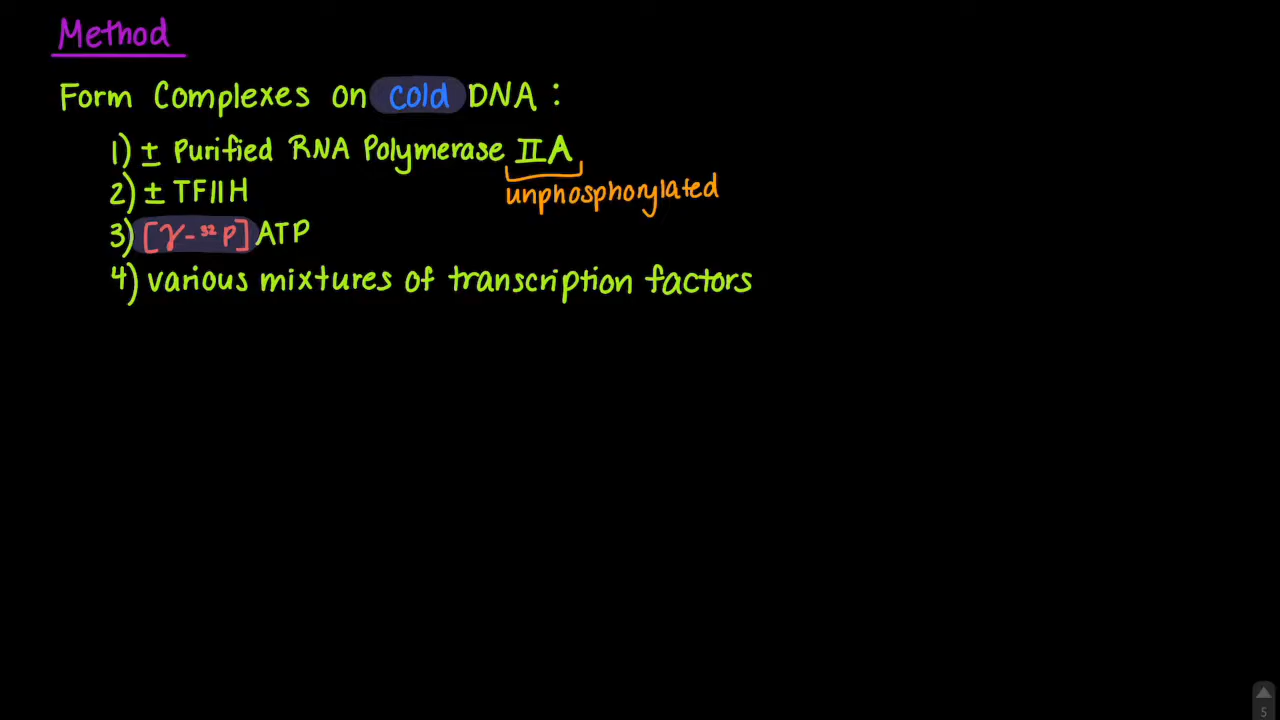 Method
Form Complexes on cold DNA :
1) ± Purified RNA Polymerase IIA
unphosphorylated
2) ± TFIIH
3) [γ-³²P] ATP
4) various mixtures of transcription factors
5